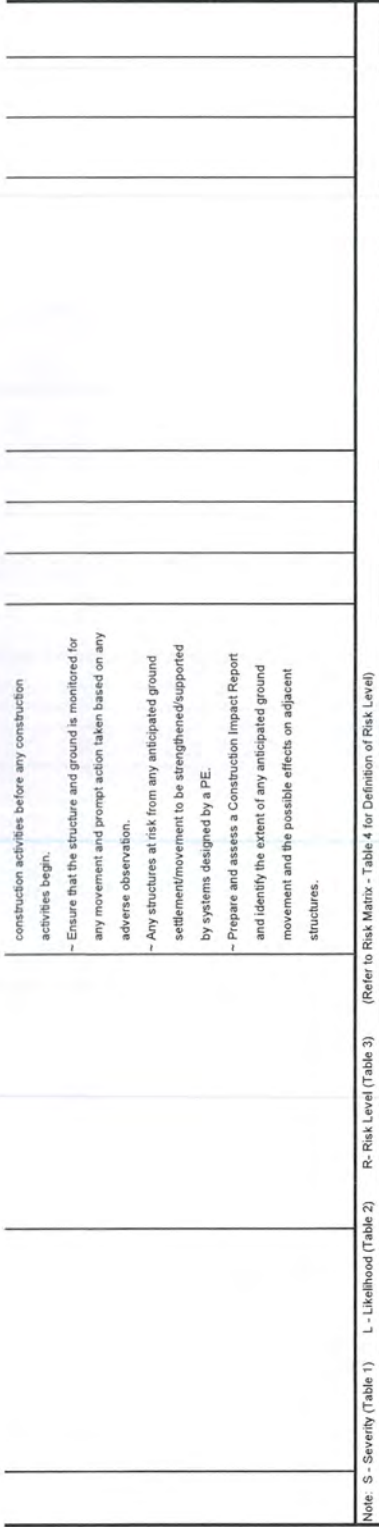 construction activities before any construction
activities begin.
~ Ensure that the structure and ground is monitored for
any movement and prompt action taken based on any
adverse observation.
~ Any structures at risk from any anticipated ground
settlement/movement to be strengthened/supported
by systems designed by a PE.
~ Prepare and assess a Construction Impact Report
and identify the extent of any anticipated ground
movement and the possible effects on adjacent
structures.
Note: S - Severity (Table 1) L - Likelihood (Table 2) R- Risk Level (Table 3) (Refer to Risk Matrix - Table 4 for Definition of Risk Level)